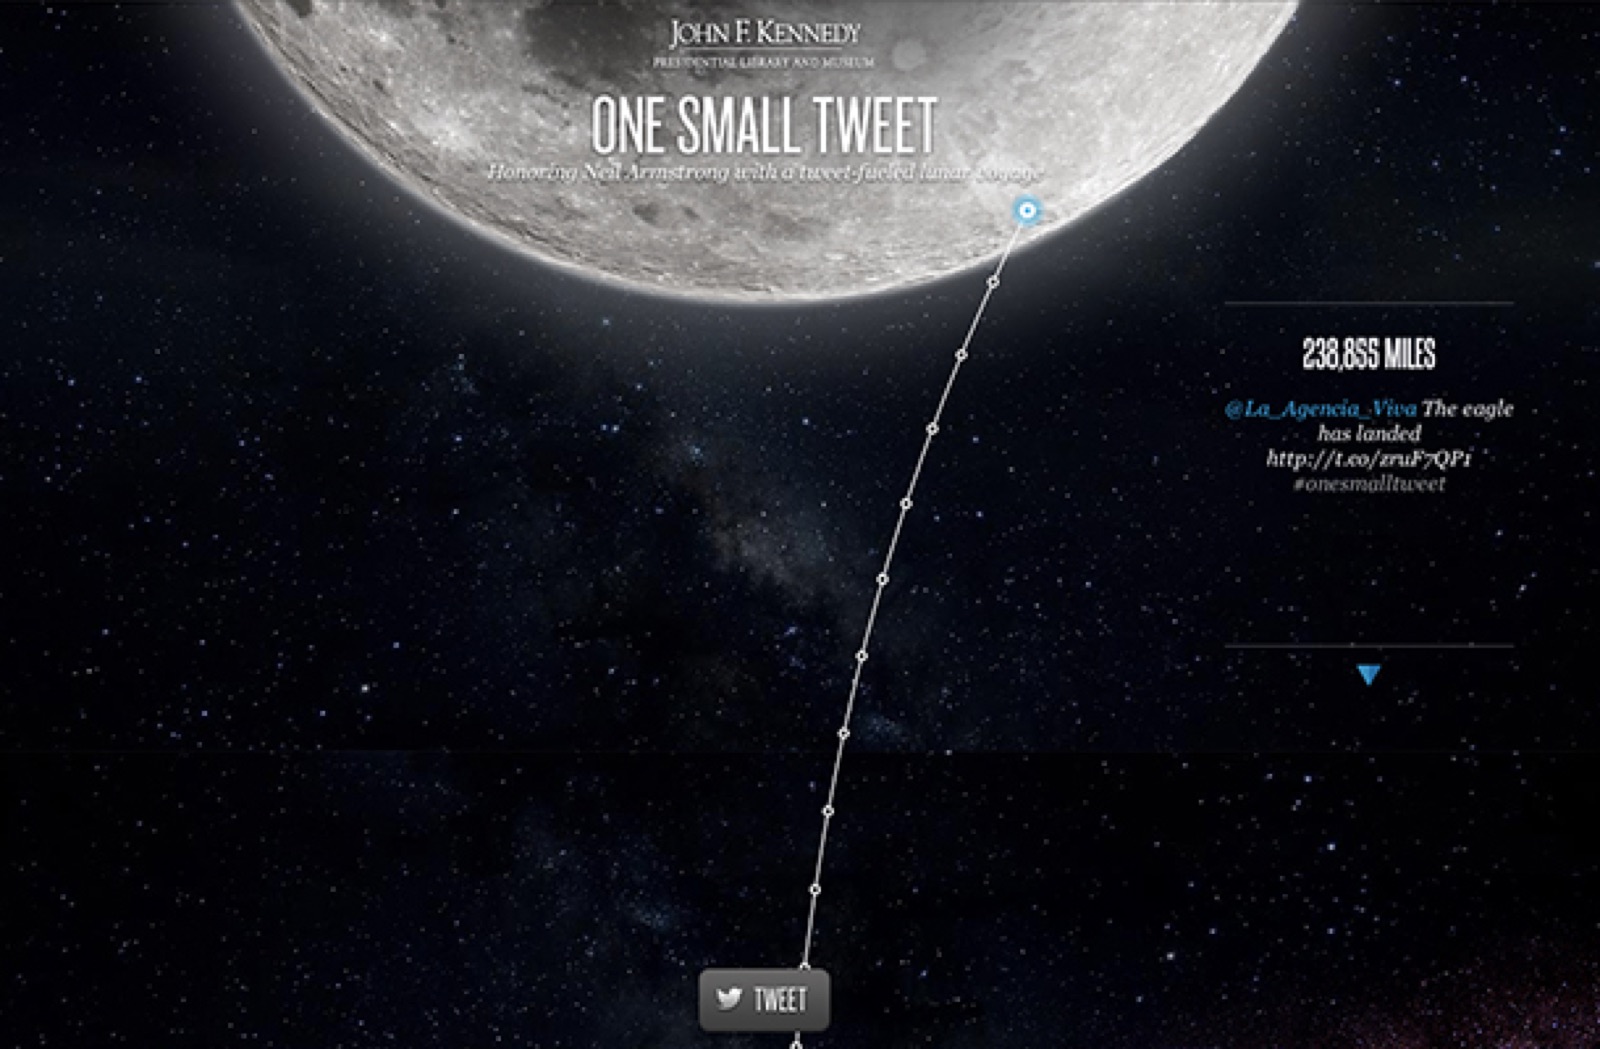 JOHN F. KENNEDY
PRESIDENTIAL LIBRARY AND MUSEUM
ONE SMALL TWEET
Honoring Neil Armstrong with a tweet-fueled lunar voyage
238,855 MILES
@La_Agencia_Viva The eagle
has landed
http://t.co/zruF7QP1
#onesmalltweet
TWEET